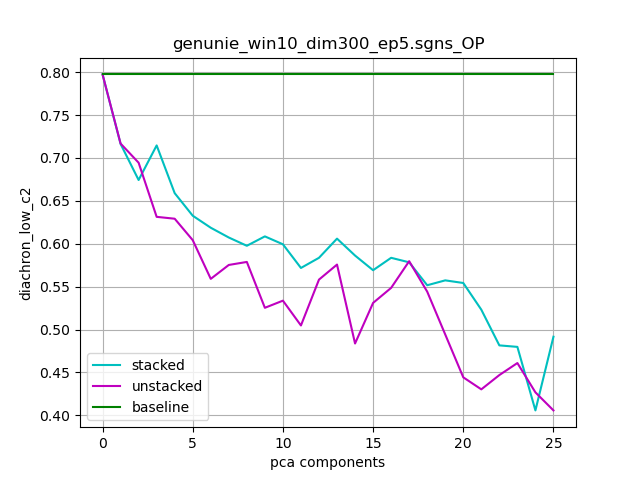 genunie_win10_dim300_ep5.sgns_OP
diachron_low_c2
0.80
0.75
0.70
0.65
0.60
0.55
0.50
0.45
0.40
stacked
unstacked
baseline
0 5 10 15 20 25
pca components